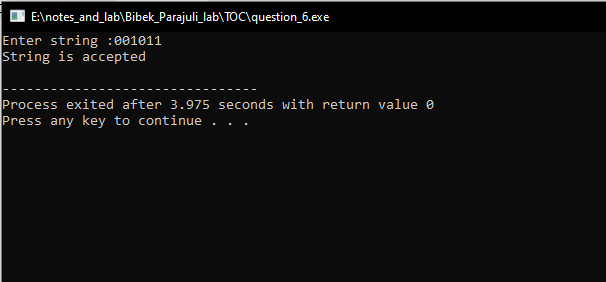 E:\notes_and_lab\Bibek_Parajuli_lab\TOC\question_6.exe
Enter string :001011
String is accepted
--------------------------------
Process exited after 3.975 seconds with return value 0
Press any key to continue . . .